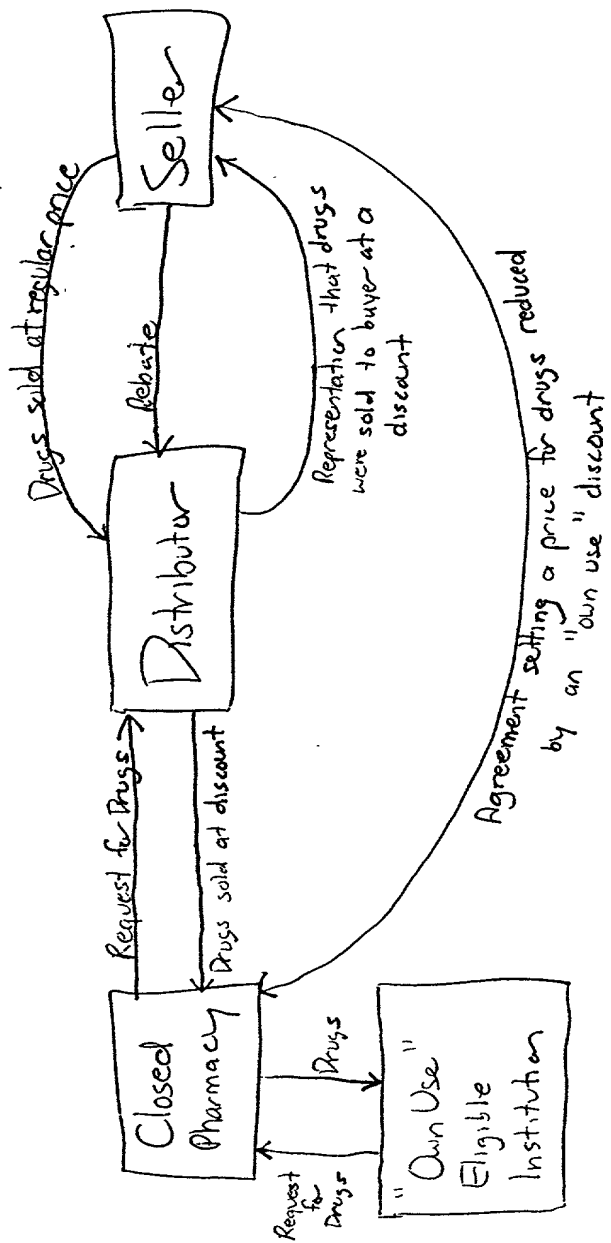 Closed
Pharmacy
Request for Drugs
Drugs sold at discount
Distributor
Drugs sold at regular price
Rebate
Seller
Representation that drugs
were sold to buyer at a
discount
Agreement setting a price for drugs reduced
by an "own use" discount
Request
for
Drugs
Drugs
"Own Use"
Eligible
Institution